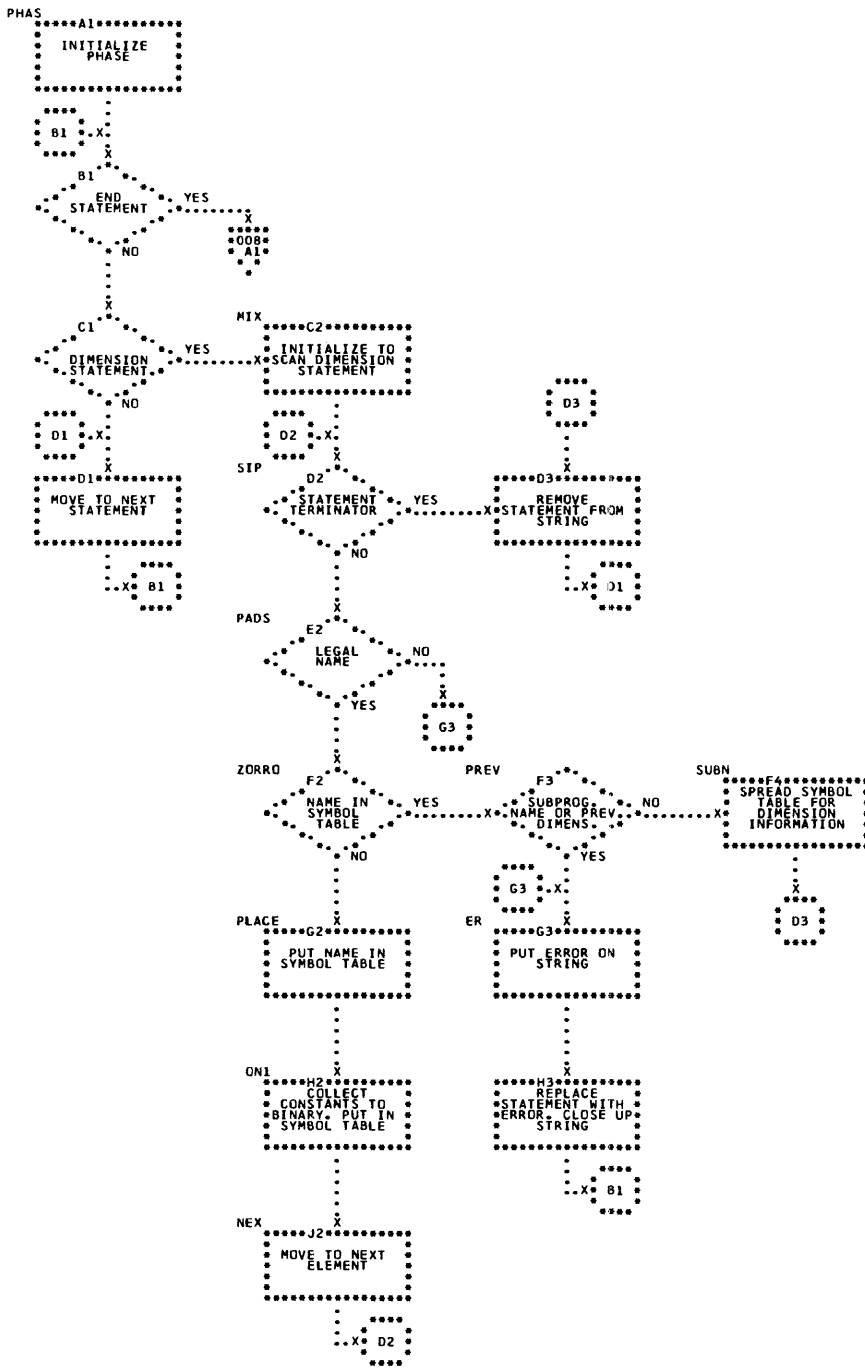 PHAS
A1
INITIALIZE
PHASE
B1
X
X
B1
END
STATEMENT
YES
X
008
A1
NO
X
C1
DIMENSION
STATEMENT
YES
X
MIX
C2
INITIALIZE TO
SCAN DIMENSION
STATEMENT
NO
D1
X
X
D1
MOVE TO NEXT
STATEMENT
X
B1
D2
X
X
SIP
D2
STATEMENT
TERMINATOR
YES
X
D3
X
D3
REMOVE
STATEMENT FROM
STRING
X
D1
NO
X
PADS
E2
LEGAL
NAME
NO
X
G3
YES
X
ZORRO
F2
NAME IN
SYMBOL
TABLE
YES
X
PREV
F3
SUBPROG.
NAME OR PREV
DIMENS.
NO
X
SUBN
F4
SPREAD SYMBOL
TABLE FOR
DIMENSION
INFORMATION
X
D3
NO
X
YES
G3
X
X
PLACE
G2
PUT NAME IN
SYMBOL TABLE
ER
G3
PUT ERROR ON
STRING
X
X
ON1
H2
COLLECT
CONSTANTS TO
BINARY. PUT IN
SYMBOL TABLE
H3
REPLACE
STATEMENT WITH
ERROR. CLOSE UP
STRING
X
B1
X
NEX
J2
MOVE TO NEXT
ELEMENT
X
D2